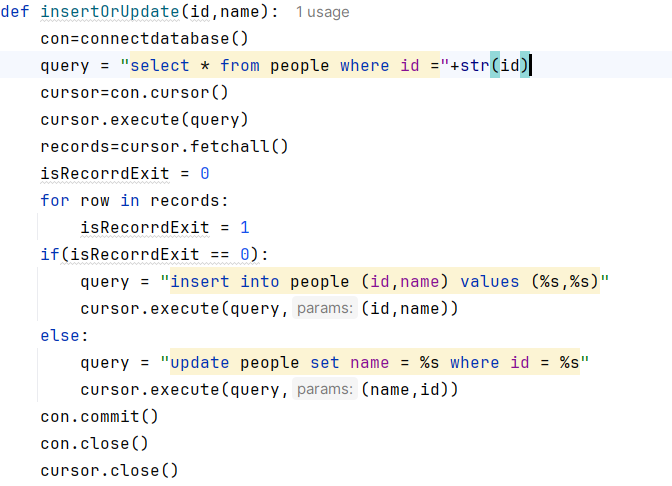 def insertOrUpdate(id,name): 1 usage
    con=connectdatabase()
    query = "select * from people where id ="+str(id)
    cursor=con.cursor()
    cursor.execute(query)
    records=cursor.fetchall()
    isRecorrdExit = 0
    for row in records:
        isRecorrdExit = 1
    if(isRecorrdExit == 0):
        query = "insert into people (id,name) values (%s,%s)"
        cursor.execute(query, params: (id,name))
    else:
        query = "update people set name = %s where id = %s"
        cursor.execute(query, params: (name,id))
    con.commit()
    con.close()
    cursor.close()